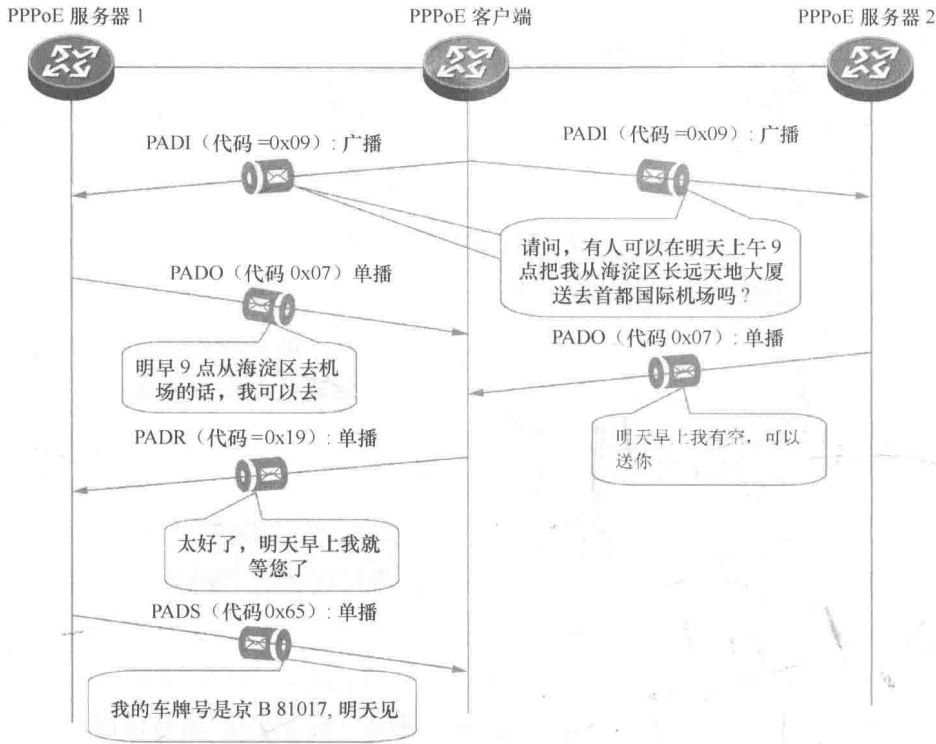 PPPoE 服务器 1
PPPoE 客户端
PPPoE 服务器 2
PADI（代码 =0x09）: 广播
PADI（代码 =0x09）: 广播
请问，有人可以在明天上午 9
点把我从海淀区长远天地大厦
送去首都国际机场吗？
PADO（代码 0x07）单播
明早 9 点从海淀区去机
场的话，我可以去
PADO（代码 0x07）: 单播
明天早上我有空，可以
送你
PADR（代码=0x19）: 单播
太好了，明天早上我就
等您了
PADS（代码 0x65）: 单播
我的车牌号是京 B 81017, 明天见